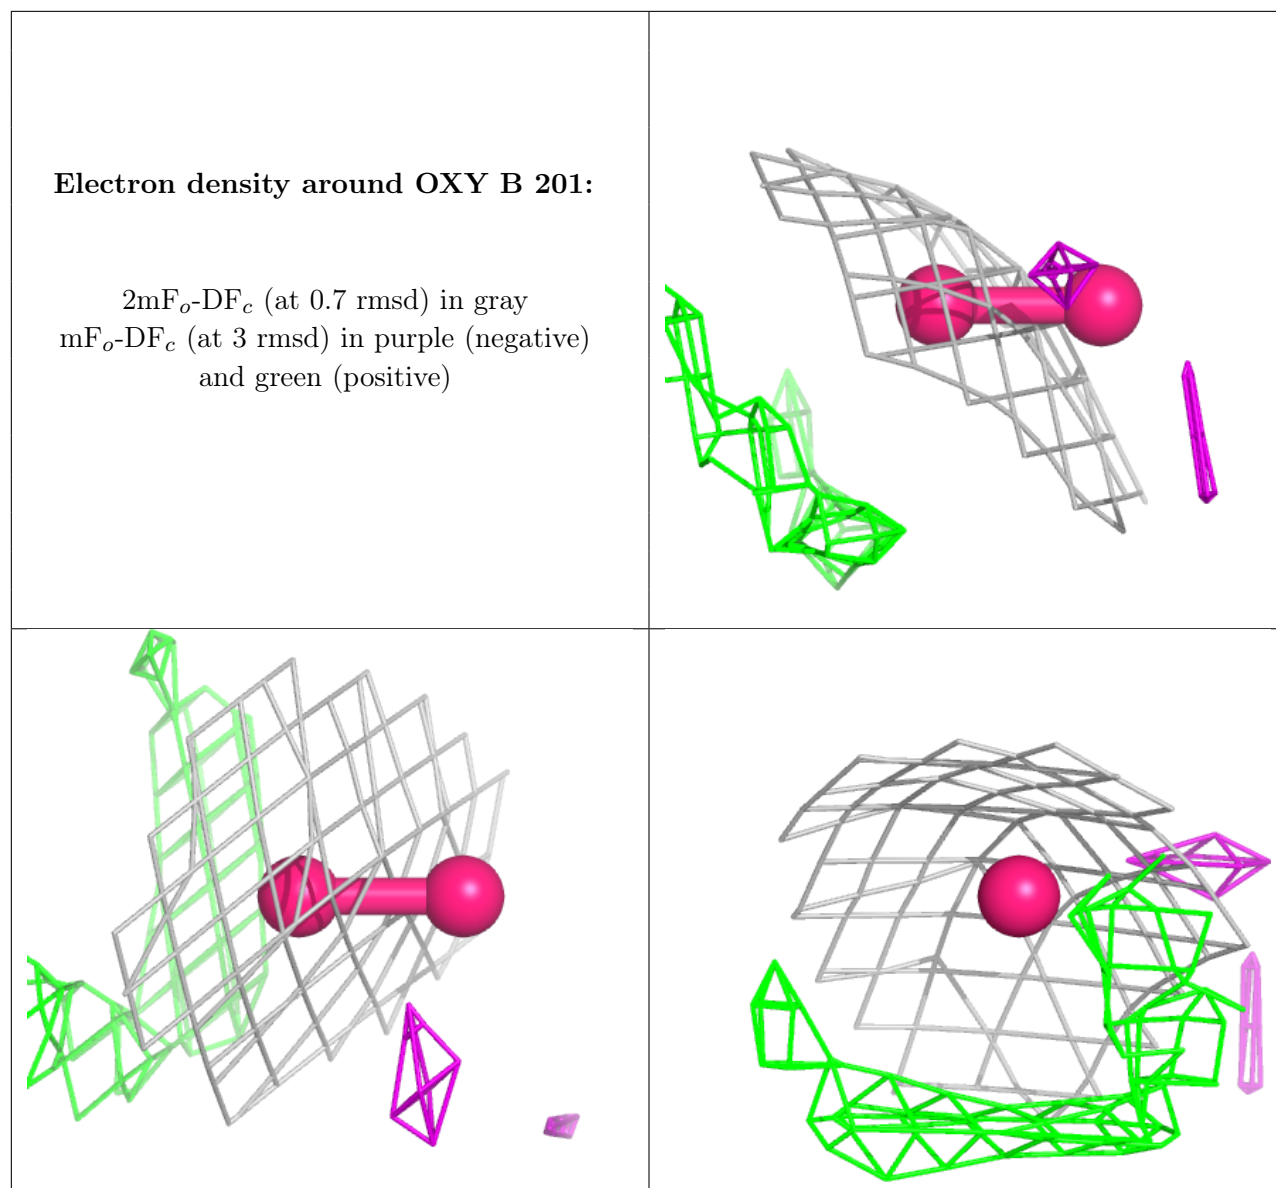 Electron density around OXY B 201:
2mFₒ-DF𝒸 (at 0.7 rmsd) in gray
mFₒ-DF𝒸 (at 3 rmsd) in purple (negative)
and green (positive)